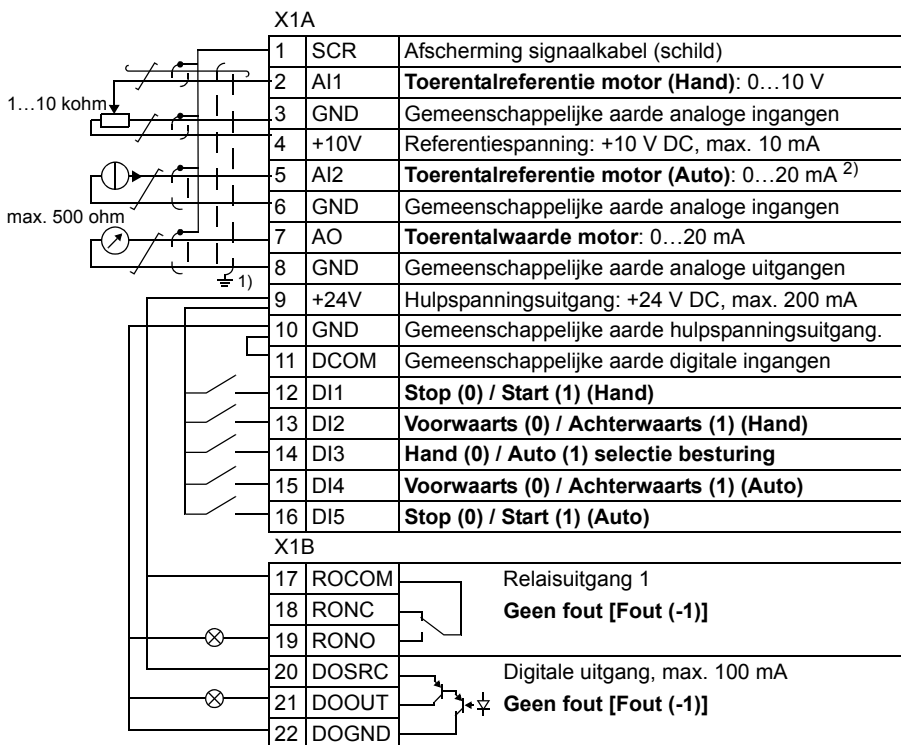 X1A
1 SCR Afscherming signaalkabel (schild)
2 AI1 Toerentalreferentie motor (Hand): 0…10 V
1…10 kohm
3 GND Gemeenschappelijke aarde analoge ingangen
4 +10V Referentiespanning: +10 V DC, max. 10 mA
5 AI2 Toerentalreferentie motor (Auto): 0…20 mA 2)
6 GND Gemeenschappelijke aarde analoge ingangen
max. 500 ohm
7 AO Toerentalwaarde motor: 0…20 mA
8 GND Gemeenschappelijke aarde analoge uitgangen
1)
9 +24V Hulpspanningsuitgang: +24 V DC, max. 200 mA
10 GND Gemeenschappelijke aarde hulpspanningsuitgang.
11 DCOM Gemeenschappelijke aarde digitale ingangen
12 DI1 Stop (0) / Start (1) (Hand)
13 DI2 Voorwaarts (0) / Achterwaarts (1) (Hand)
14 DI3 Hand (0) / Auto (1) selectie besturing
15 DI4 Voorwaarts (0) / Achterwaarts (1) (Auto)
16 DI5 Stop (0) / Start (1) (Auto)
X1B
17 ROCOM Relaisuitgang 1
18 RONC Geen fout [Fout (-1)]
19 RONO
20 DOSRC Digitale uitgang, max. 100 mA
21 DOOUT Geen fout [Fout (-1)]
22 DOGND